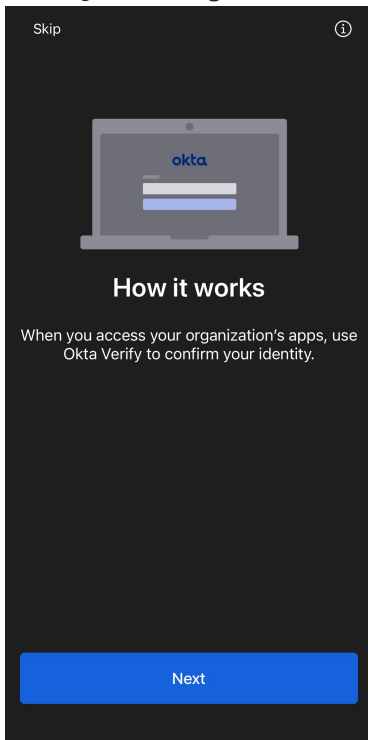 Skip
okta
How it works
When you access your organization's apps, use
Okta Verify to confirm your identity.
Next